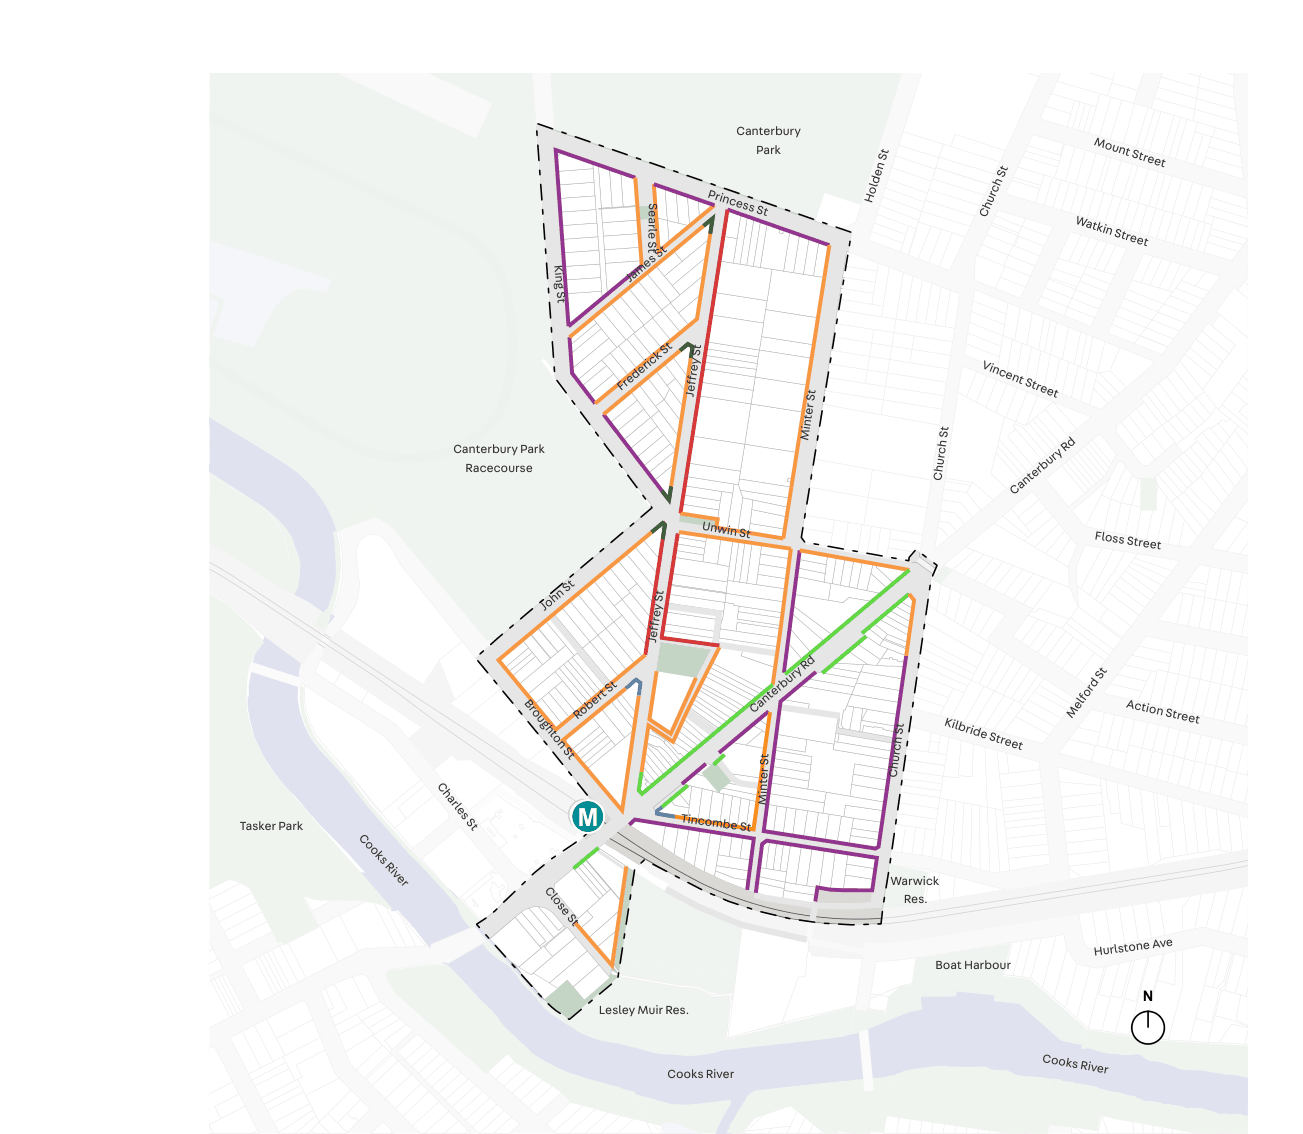 Canterbury
Park
Mount Street
Holden St
Church St
Princess St
Watkin Street
Searle St
James St
King St
Jeffrey St
Frederick St
Vincent Street
Minter St
Canterbury Park
Racecourse
Church St
Canterbury Rd
Unwin St
Floss Street
John St
Jeffrey St
Canterbury Rd
Robert St
Broughton St
Melford St
Action Street
Kilbride Street
Church St
Minter St
Charles St
M
Tincombe St
Tasker Park
Cooks River
Warwick
Res.
Close St
Hurlstone Ave
Boat Harbour
N
Lesley Muir Res.
Cooks River
Cooks River